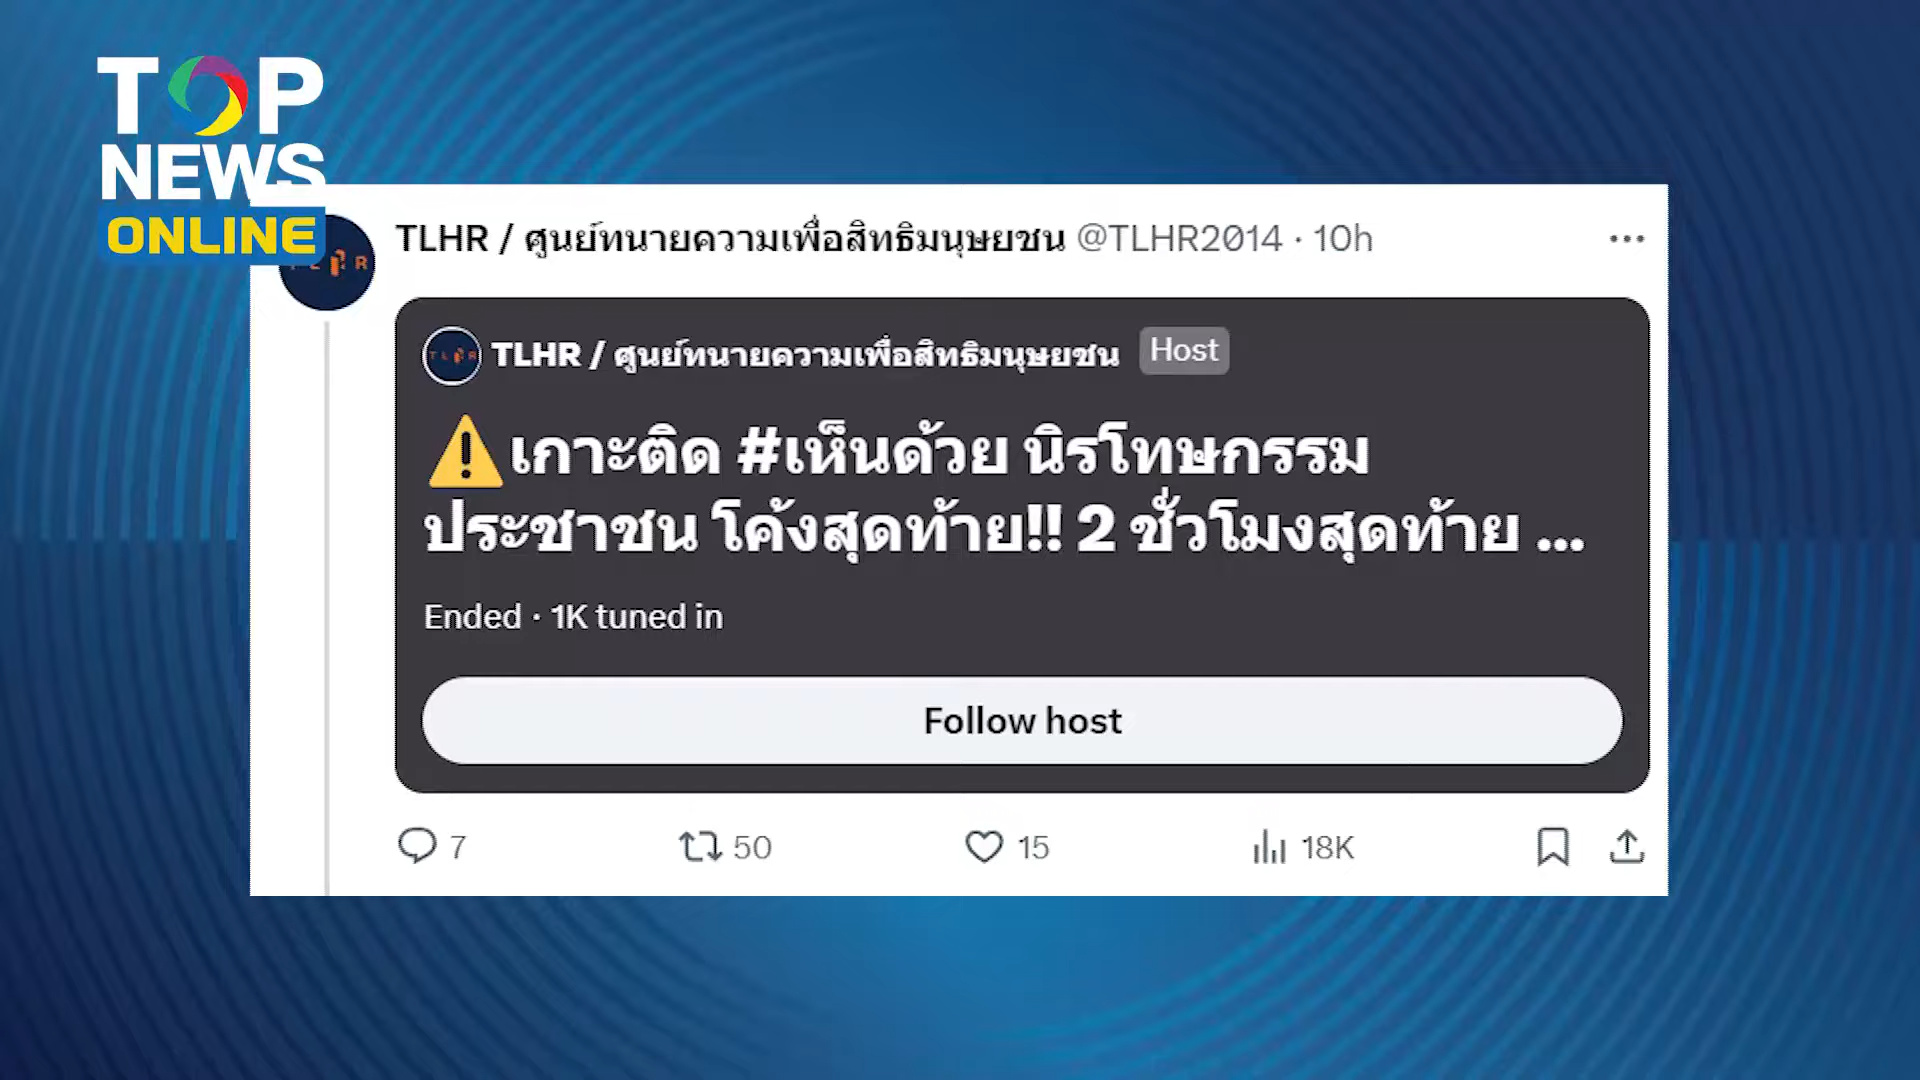 TOP
NEWS
ONLINE
TLHR / ศูนย์ทนายความเพื่อสิทธิมนุษยชน @TLHR2014 · 10h
TLHR / ศูนย์ทนายความเพื่อสิทธิมนุษยชน Host
⚠️เกาะติด #เห็นด้วย นิรโทษกรรม
ประชาชน โค้งสุดท้าย!! 2 ชั่วโมงสุดท้าย ...
Ended · 1K tuned in
Follow host
7 50 15 18K